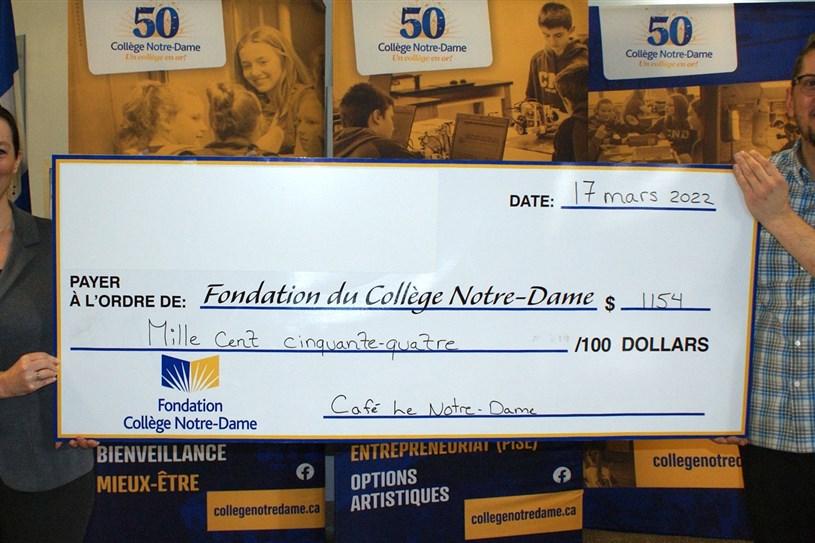 50
Collège Notre-Dame
Un collège en or!
50
Collège Notre-Dame
Un collège en or!
50
Collège Notre-Dame
Un collège en or!
CND
DATE: 17 mars 2022
PAYER
À L'ORDRE DE: Fondation du Collège Notre-Dame $ 1154
Mille cent cinquante-quatre /100 DOLLARS
Fondation
Collège Notre-Dame
Café Le Notre-Dame
BIENVEILLANCE
MIEUX-ÊTRE
collegenotredame.ca
ENTREPRENEURIAT (PISE)
OPTIONS
ARTISTIQUES
collegenotredame.ca
collegenotred